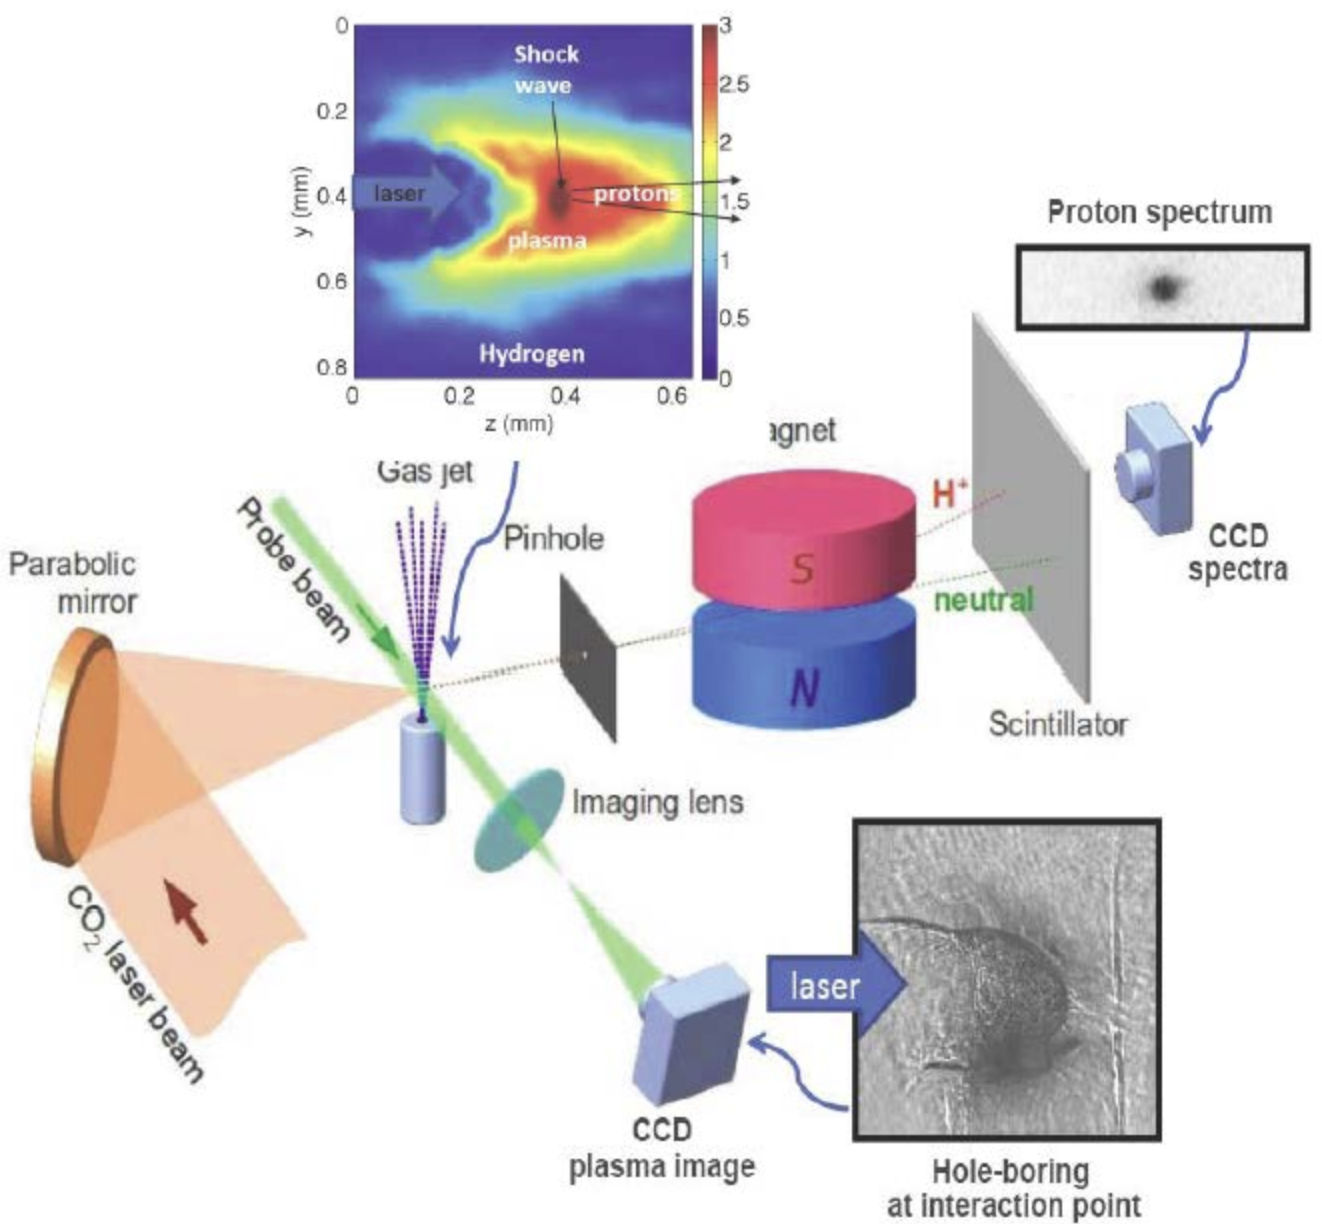 0
0.2
0.4
0.6
0.8
y (mm)
0
0.2
0.4
0.6
z (mm)
3
2.5
2
1.5
1
0.5
0
Shock
wave
laser
protons
plasma
Hydrogen
Proton spectrum
agnet
Gas jet
Probe beam
Pinhole
Parabolic
mirror
S
N
H⁺
neutral
CCD
spectra
Scintillator
Imaging lens
CO₂ laser beam
laser
CCD
plasma image
Hole-boring
at interaction point